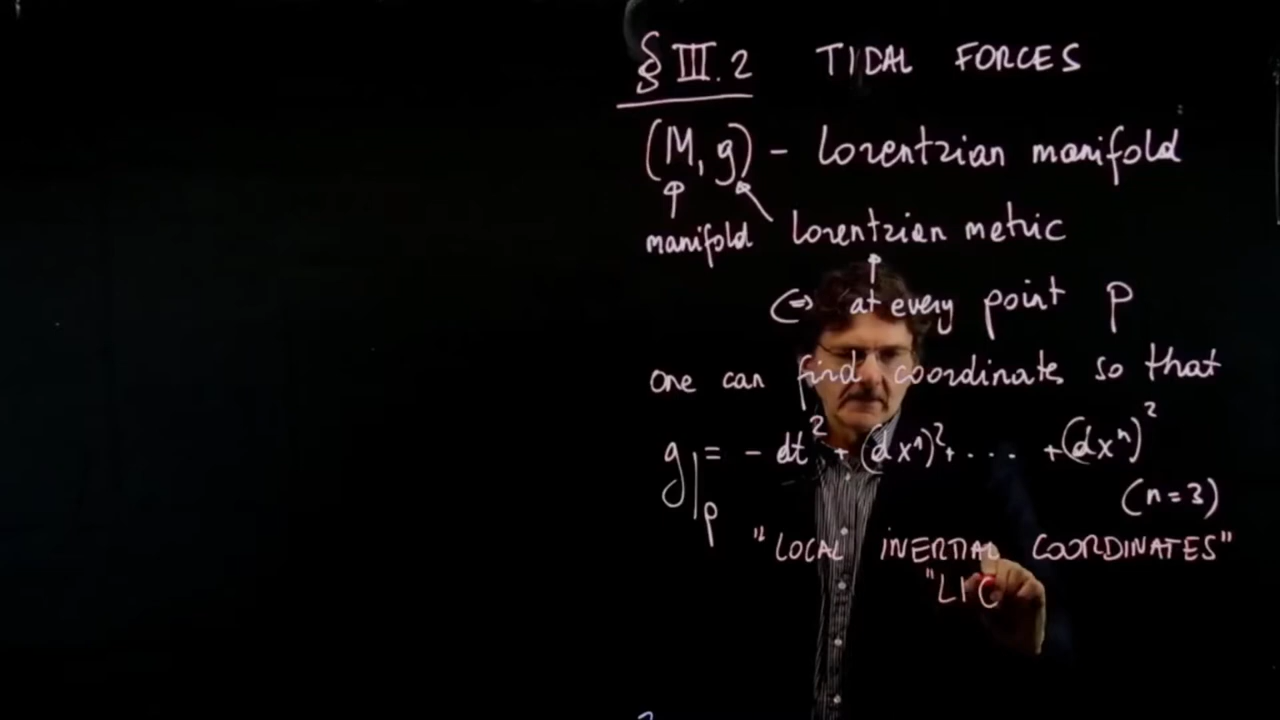 § III.2 TIDAL FORCES
(M, g) - Lorentzian manifold
manifold Lorentzian metric
(⇔) at every point p
one can find coordinates so that
g|p = - dt² + (dx¹)² + ... + (dxⁿ)²
(n=3)
"LOCAL INERTIAL COORDINATES"
"LIC